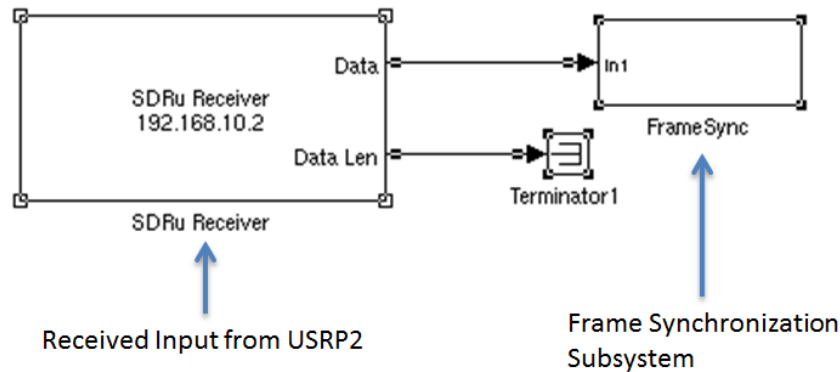 Data
In1
SDRu Receiver
192.168.10.2
FrameSync
Data Len
Terminator1
SDRu Receiver
Received Input from USRP2
Frame Synchronization
Subsystem